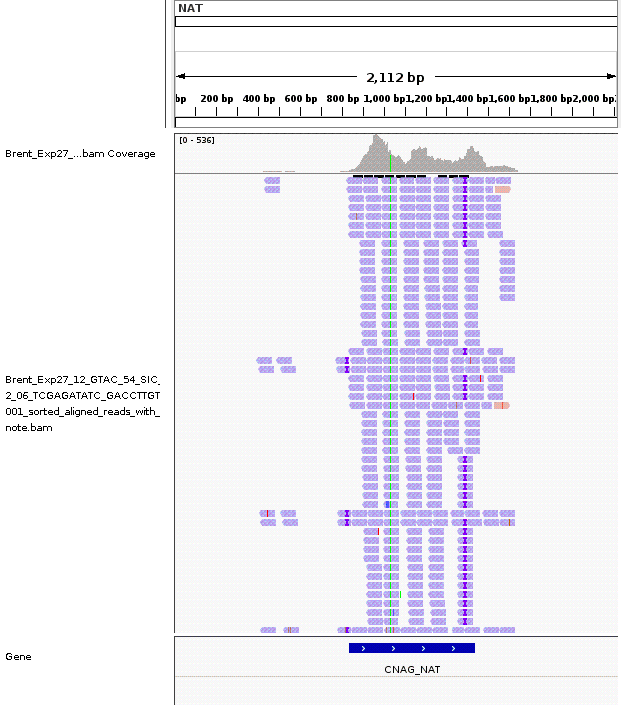 NAT
2,112 bp
bp 200 bp 400 bp 600 bp 800 bp 1,000 bp 1,200 bp 1,400 bp 1,600 bp 1,800 bp 2,000 bp
[0 - 536]
Brent_Exp27_...bam Coverage
Brent_Exp27_12_GTAC_54_SIC_
2_06_TCGAGATATC_GACCTTGT
001_sorted_aligned_reads_with_
note.bam
Gene
CNAG_NAT